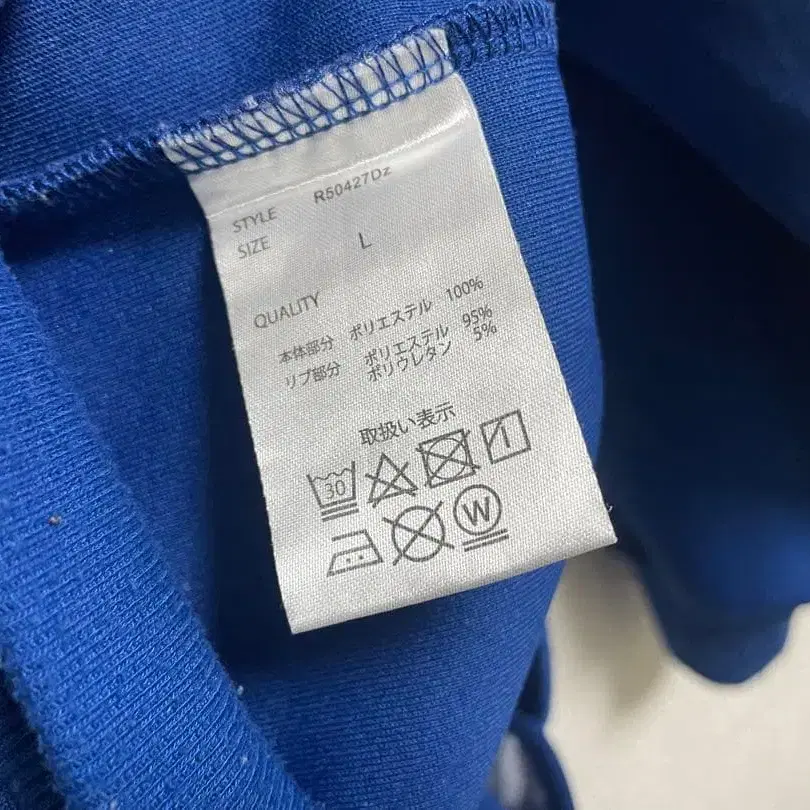 STYLE R50427Dz
SIZE L
QUALITY
本体部分 ポリエステル 100%
リブ部分 ポリエステル 95%
ポリウレタン 5%
取扱い表示
30
W